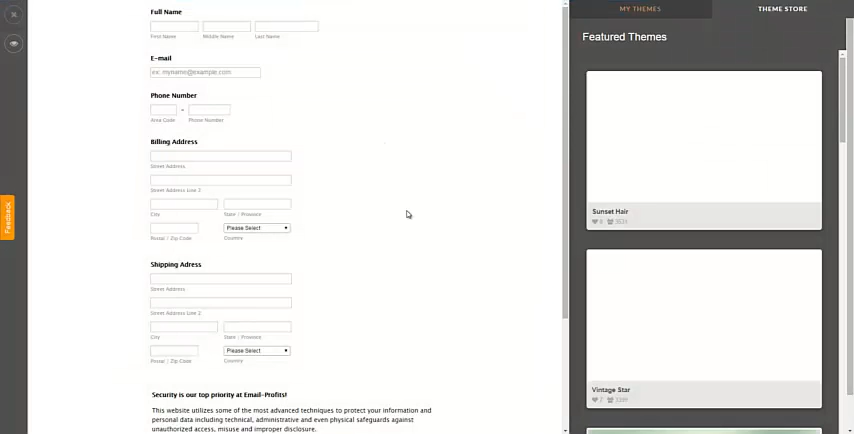 MY THEMES
THEME STORE
Featured Themes
Full Name
First Name
Middle Name
Last Name
E-mail
ex: myname@example.com
Phone Number
-
Area Code
Phone Number
Billing Address
Street Address
Street Address Line 2
City
State / Province
Please Select
Postal / Zip Code
Country
Shipping Adress
Street Address
Street Address Line 2
City
State / Province
Please Select
Postal / Zip Code
Country
Security is our top priority at Email-Profits!
This website utilizes some of the most advanced techniques to protect your information and
personal data including technical, administrative and even physical safeguards against
unauthorized access, misuse and improper disclosure.
Feedback
Sunset Hair
Vintage Star
7